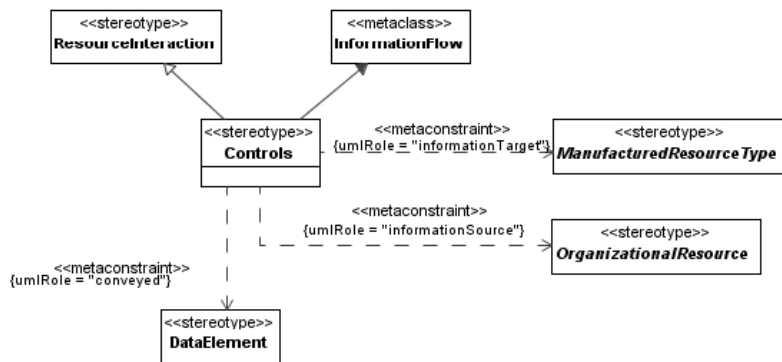 <<stereotype>>
ResourceInteraction
<<metaclass>>
InformationFlow
<<stereotype>>
Controls
<<metaconstraint>>
{umlRole = "informationTarget"}
<<stereotype>>
ManufacturedResourceType
<<metaconstraint>>
{umlRole = "informationSource"}
<<stereotype>>
OrganizationalResource
<<metaconstraint>>
{umlRole = "conveyed"}
<<stereotype>>
DataElement